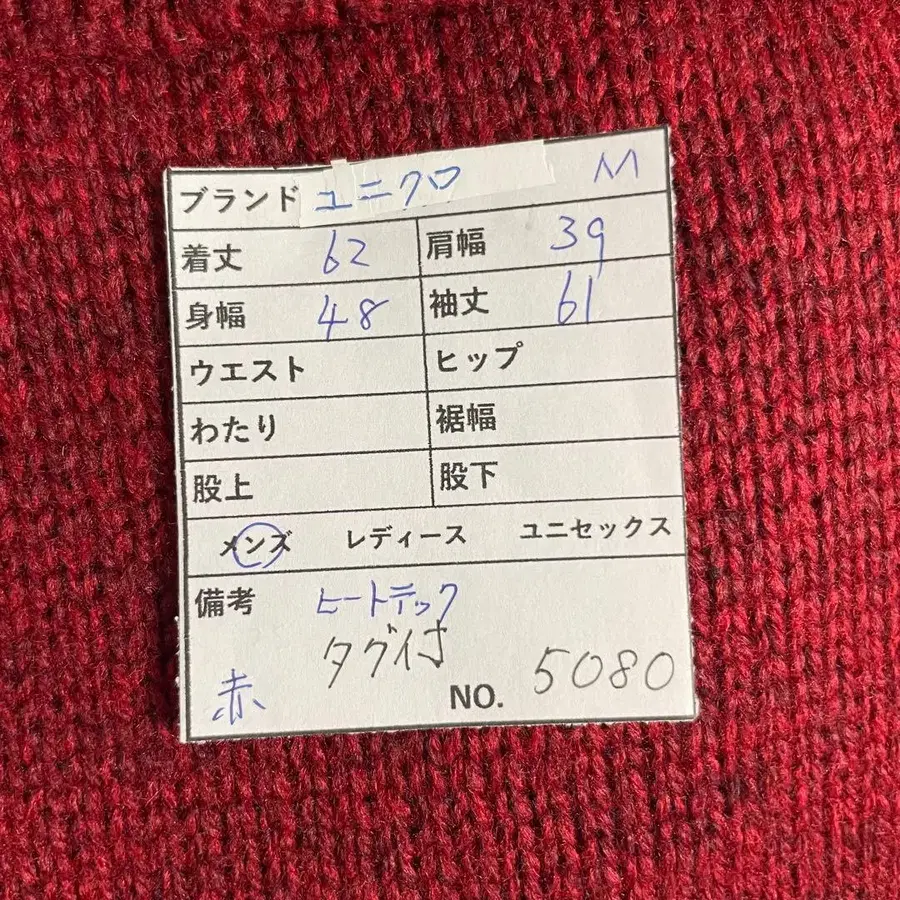 ブランド ユニクロ M
着丈 62 肩幅 39
身幅 48 袖丈 61
ウエスト ヒップ
わたり 裾幅
股上 股下
メンズ レディース ユニセックス
備考 ヒートテック
タグ付
赤 NO. 5080